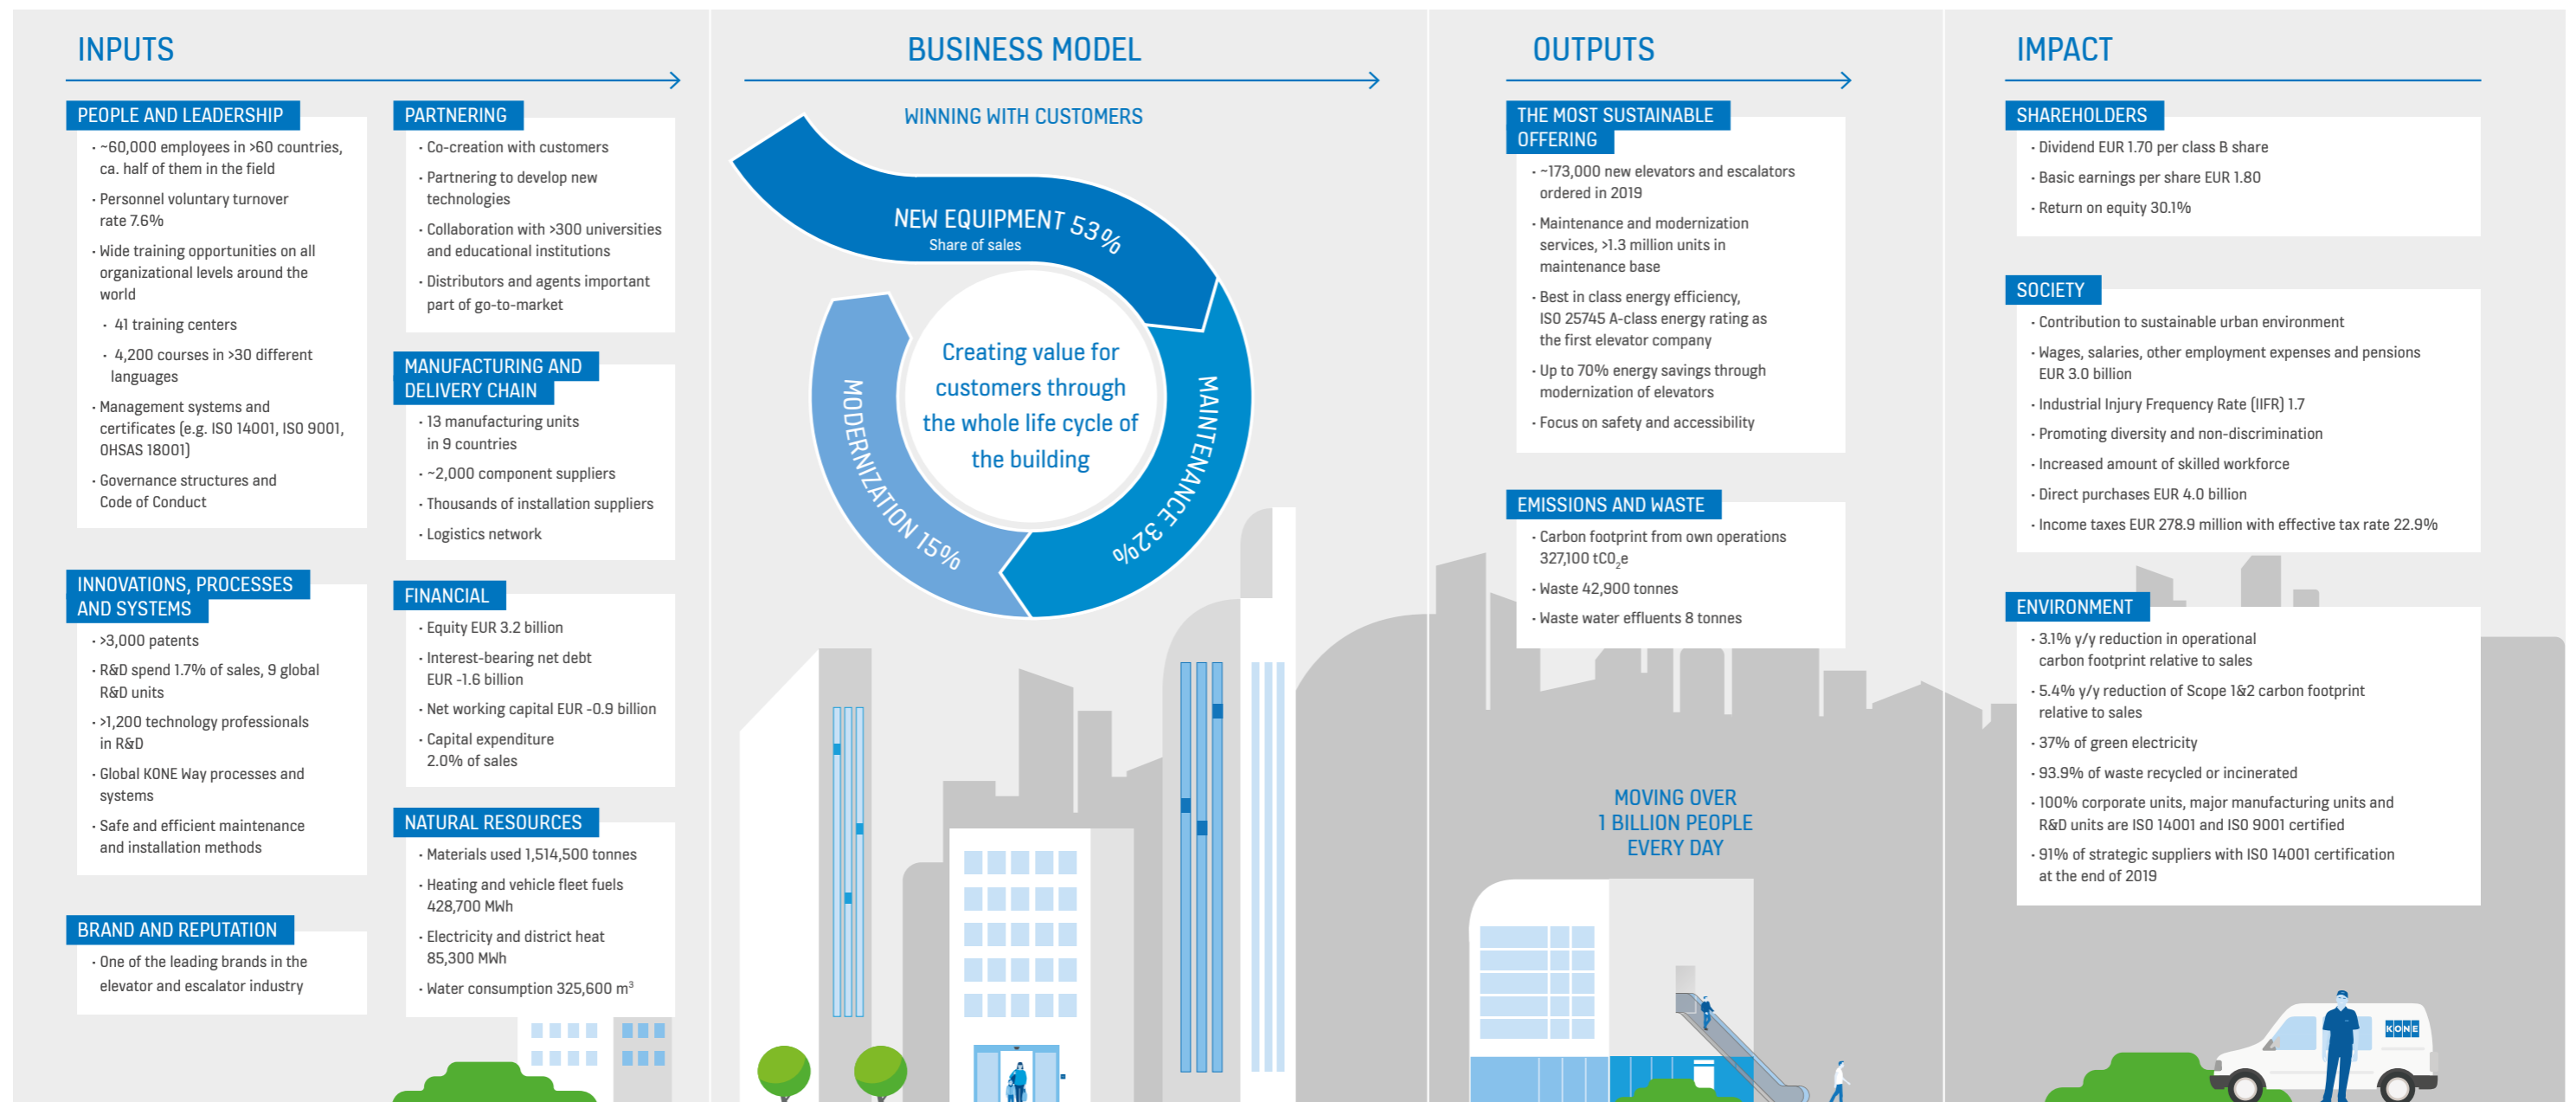 INPUTS
PEOPLE AND LEADERSHIP
· ~60,000 employees in >60 countries,
ca. half of them in the field
· Personnel voluntary turnover
rate 7.6%
· Wide training opportunities on all
organizational levels around the
world
· 41 training centers
· 4,200 courses in >30 different
languages
· Management systems and
certificates (e.g. ISO 14001, ISO 9001,
OHSAS 18001)
· Governance structures and
Code of Conduct
INNOVATIONS, PROCESSES
AND SYSTEMS
· >3,000 patents
· R&D spend 1.7% of sales, 9 global
R&D units
· >1,200 technology professionals
in R&D
· Global KONE Way processes and
systems
· Safe and efficient maintenance
and installation methods
BRAND AND REPUTATION
· One of the leading brands in the
elevator and escalator industry
PARTNERING
· Co-creation with customers
· Partnering to develop new
technologies
· Collaboration with >300 universities
and educational institutions
· Distributors and agents important
part of go-to-market
MANUFACTURING AND
DELIVERY CHAIN
· 13 manufacturing units
in 9 countries
· ~2,000 component suppliers
· Thousands of installation suppliers
· Logistics network
FINANCIAL
· Equity EUR 3.2 billion
· Interest-bearing net debt
EUR -1.6 billion
· Net working capital EUR -0.9 billion
· Capital expenditure
2.0% of sales
NATURAL RESOURCES
· Materials used 1,514,500 tonnes
· Heating and vehicle fleet fuels
428,700 MWh
· Electricity and district heat
85,300 MWh
· Water consumption 325,600 m³
BUSINESS MODEL
WINNING WITH CUSTOMERS
NEW EQUIPMENT 53%
Share of sales
MAINTENANCE 32%
MODERNIZATION 15%
Creating value for
customers through
the whole life cycle of
the building
OUTPUTS
THE MOST SUSTAINABLE
OFFERING
· ~173,000 new elevators and escalators
ordered in 2019
· Maintenance and modernization
services, >1.3 million units in
maintenance base
· Best in class energy efficiency,
ISO 25745 A-class energy rating as
the first elevator company
· Up to 70% energy savings through
modernization of elevators
· Focus on safety and accessibility
EMISSIONS AND WASTE
· Carbon footprint from own operations
327,100 tCO₂e
· Waste 42,900 tonnes
· Waste water effluents 8 tonnes
MOVING OVER
1 BILLION PEOPLE
EVERY DAY
IMPACT
SHAREHOLDERS
· Dividend EUR 1.70 per class B share
· Basic earnings per share EUR 1.80
· Return on equity 30.1%
SOCIETY
· Contribution to sustainable urban environment
· Wages, salaries, other employment expenses and pensions
EUR 3.0 billion
· Industrial Injury Frequency Rate (IIFR) 1.7
· Promoting diversity and non-discrimination
· Increased amount of skilled workforce
· Direct purchases EUR 4.0 billion
· Income taxes EUR 278.9 million with effective tax rate 22.9%
ENVIRONMENT
· 3.1% y/y reduction in operational
carbon footprint relative to sales
· 5.4% y/y reduction of Scope 1&2 carbon footprint
relative to sales
· 37% of green electricity
· 93.9% of waste recycled or incinerated
· 100% corporate units, major manufacturing units and
R&D units are ISO 14001 and ISO 9001 certified
· 91% of strategic suppliers with ISO 14001 certification
at the end of 2019
KONE